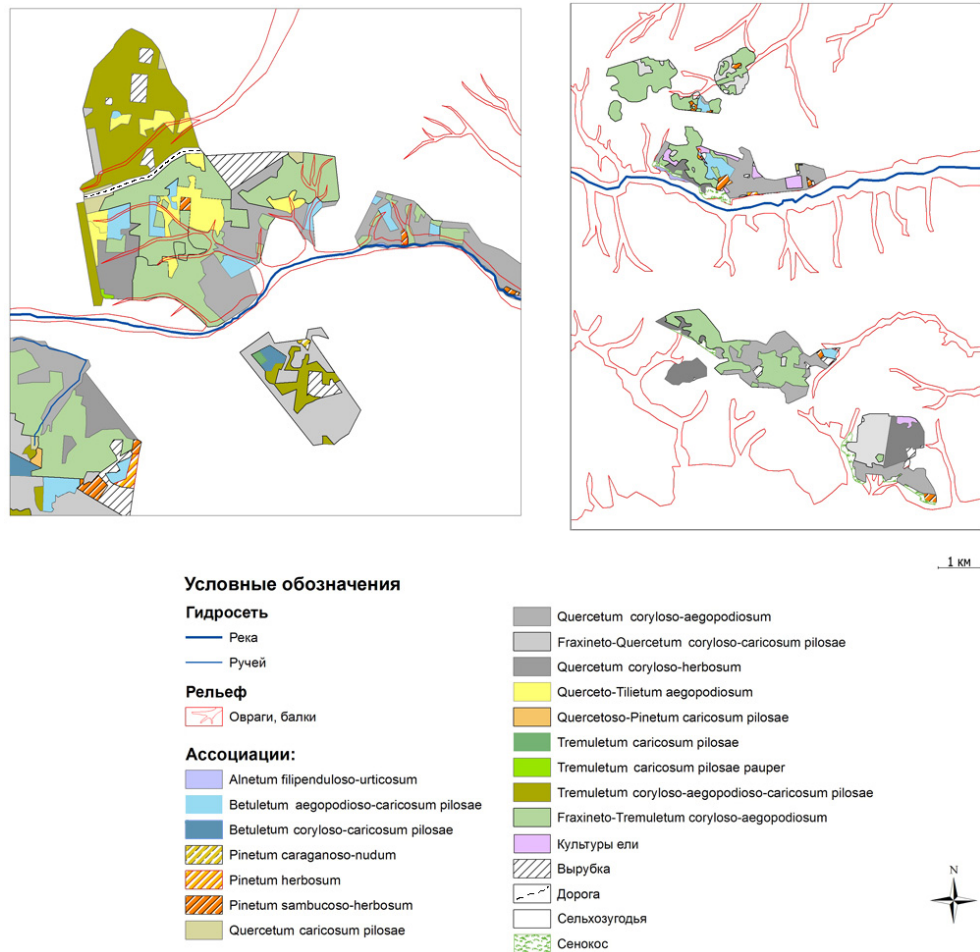 1 км
Условные обозначения
Гидросеть
Река
Ручей
Рельеф
Овраги, балки
Ассоциации:
Alnetum filipenduloso-urticosum
Betuletum aegopodioso-caricosum pilosae
Betuletum coryloso-caricosum pilosae
Pinetum caraganoso-nudum
Pinetum herbosum
Pinetum sambucoso-herbosum
Quercetum caricosum pilosae
Quercetum coryloso-aegopodiosum
Fraxineto-Quercetum coryloso-caricosum pilosae
Quercetum coryloso-herbosum
Querceto-Tilietum aegopodiosum
Quercetoso-Pinetum caricosum pilosae
Tremuletum caricosum pilosae
Tremuletum caricosum pilosae pauper
Tremuletum coryloso-aegopodioso-caricosum pilosae
Fraxineto-Tremuletum coryloso-aegopodiosum
Культуры ели
Вырубка
Дорога
Сельхозугодья
Сенокос
N